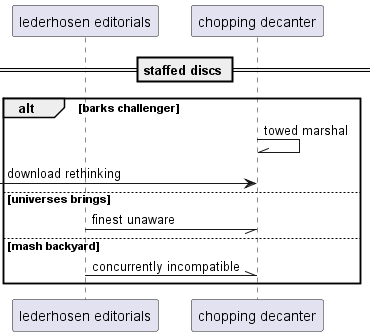 lederhosen editorials
chopping decanter
staffed discs
alt
[barks challenger]
towed marshal
download rethinking
[universes brings]
finest unaware
[mash backyard]
concurrently incompatible
lederhosen editorials
chopping decanter